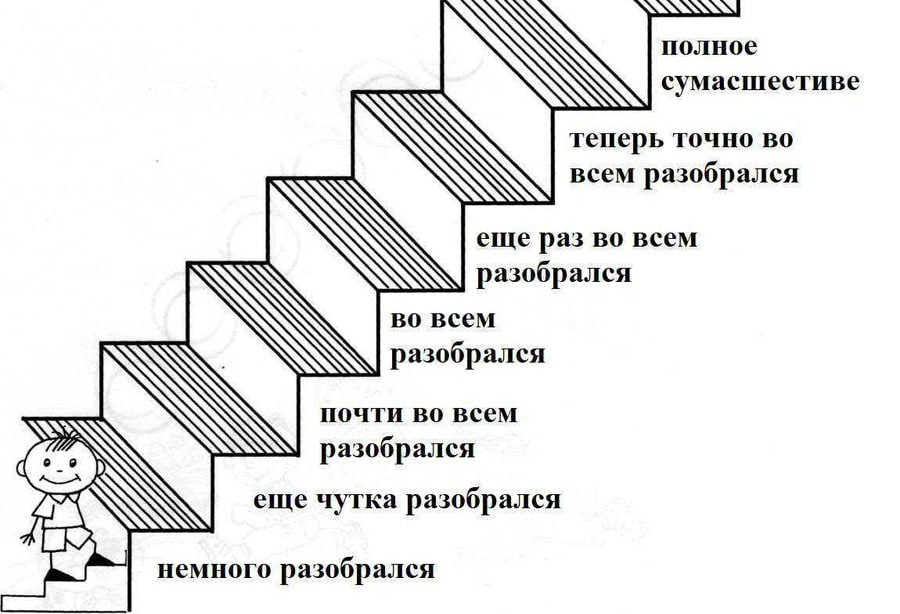 полное
сумасшестиве
теперь точно во
всем разобрался
еще раз во всем
разобрался
во всем
разобрался
почти во всем
разобрался
еще чутка разобрался
немного разобрался